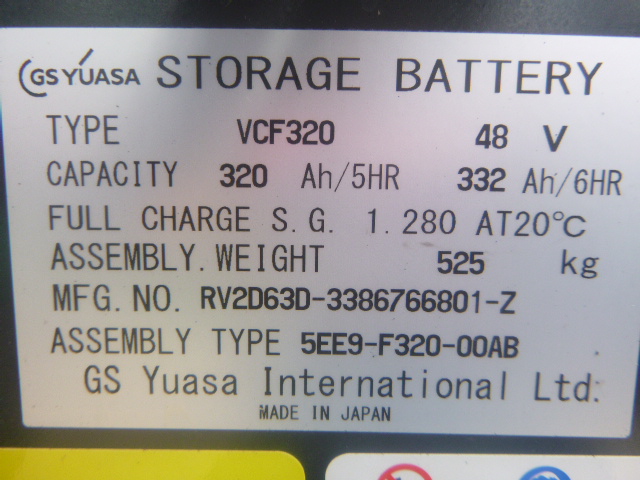 GS YUASA STORAGE BATTERY
TYPE VCF320 48 V
CAPACITY 320 Ah/5HR 332 Ah/6HR
FULL CHARGE S.G. 1.280 AT20℃
ASSEMBLY.WEIGHT 525 kg
MFG.NO. RV2D63D-3386766801-Z
ASSEMBLY TYPE 5EE9-F320-00AB
GS Yuasa International Ltd.
MADE IN JAPAN